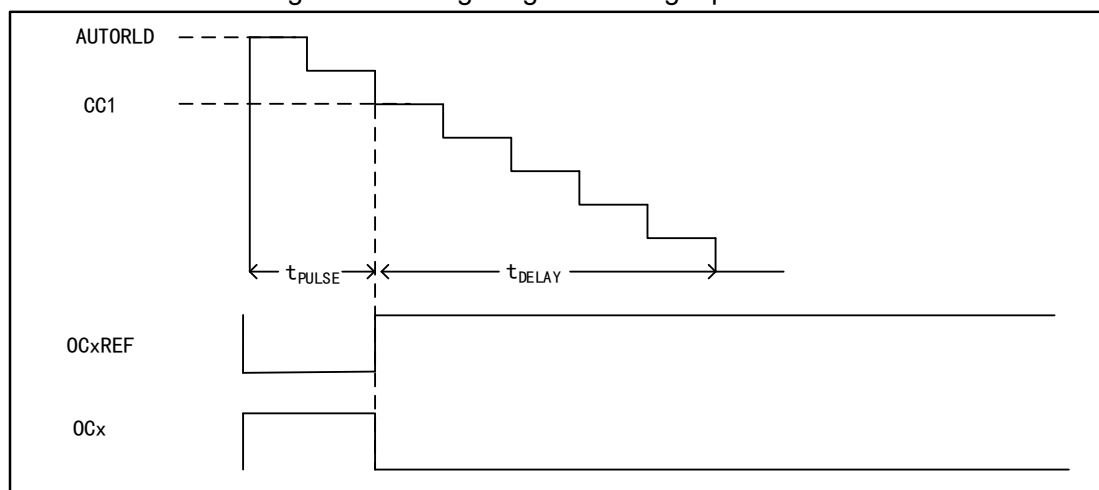 AUTORLD
CC1
tPULSE
tDELAY
OCxREF
OCx